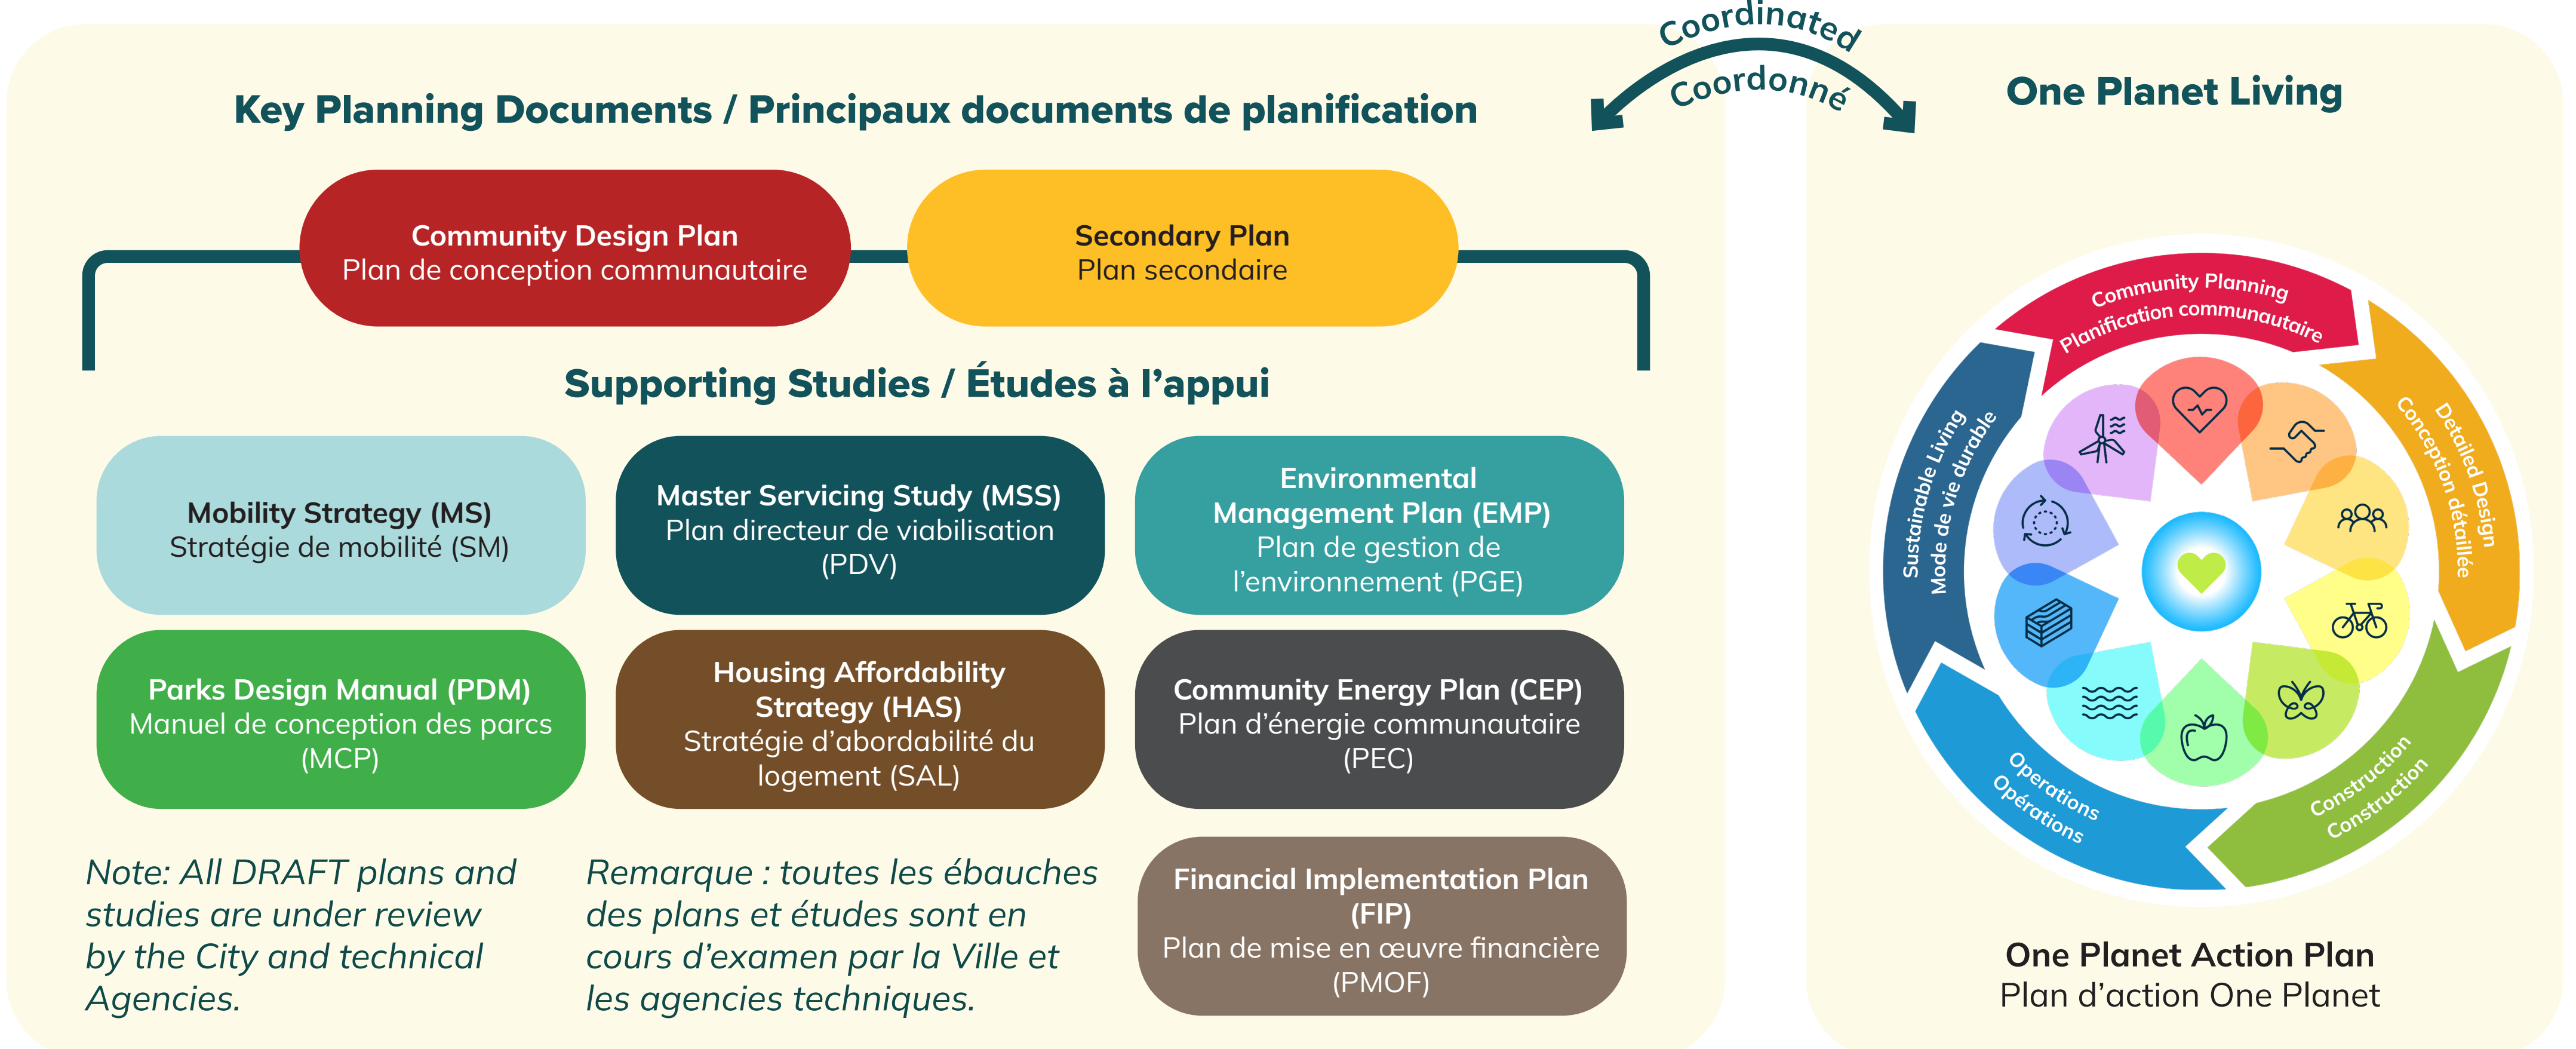 Coordinated
Coordonné
Key Planning Documents / Principaux documents de planification
Community Design Plan
Plan de conception communautaire
Secondary Plan
Plan secondaire
Supporting Studies / Études à l’appui
Mobility Strategy (MS)
Stratégie de mobilité (SM)
Master Servicing Study (MSS)
Plan directeur de viabilisation
(PDV)
Environmental
Management Plan (EMP)
Plan de gestion de
l’environnement (PGE)
Parks Design Manual (PDM)
Manuel de conception des parcs
(MCP)
Housing Affordability
Strategy (HAS)
Stratégie d’abordabilité du
logement (SAL)
Community Energy Plan (CEP)
Plan d’énergie communautaire
(PEC)
Financial Implementation Plan
(FIP)
Plan de mise en œuvre financière
(PMOF)
Note: All DRAFT plans and
studies are under review
by the City and technical
Agencies.
Remarque : toutes les ébauches
des plans et études sont en
cours d’examen par la Ville et
les agencies techniques.
One Planet Living
Community Planning
Planification communautaire
Detailed Design
Conception détaillée
Construction
Construction
Operations
Opérations
Sustainable Living
Mode de vie durable
One Planet Action Plan
Plan d’action One Planet